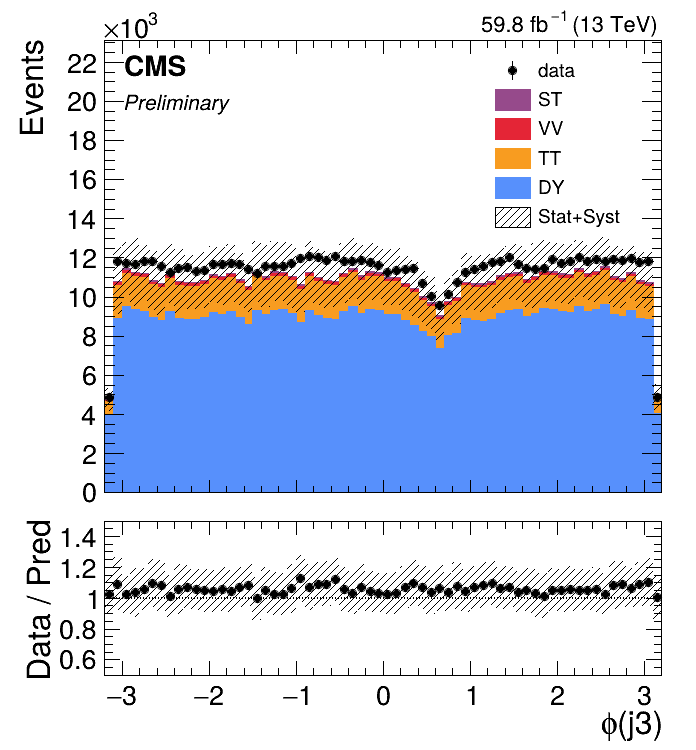 ×10³
59.8 fb⁻¹ (13 TeV)
Events
CMS
Preliminary
data
ST
VV
TT
DY
Stat+Syst
22
20
18
16
14
12
10
8
6
4
2
0
Data / Pred
1.4
1.2
1
0.8
0.6
−3 −2 −1 0 1 2 3
ϕ(j3)